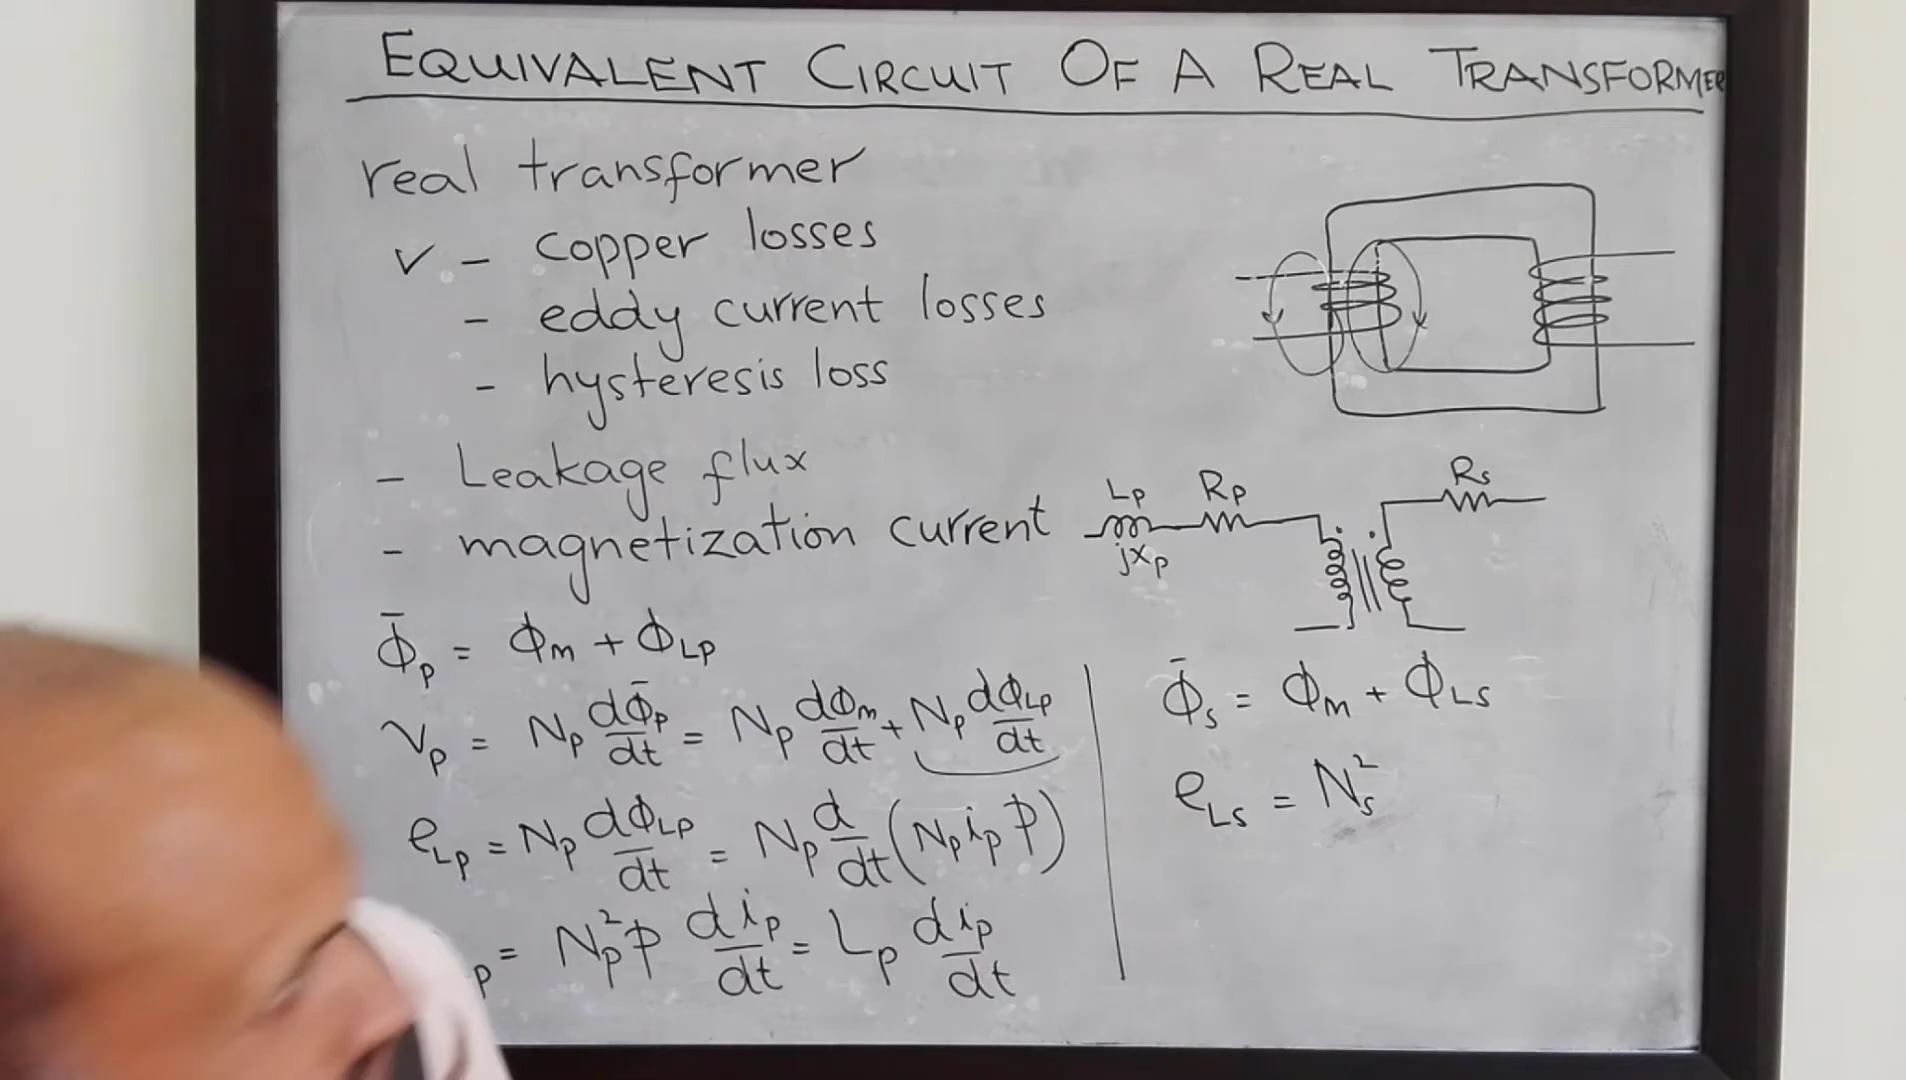 EQUIVALENT CIRCUIT OF A REAL TRANSFORMER
real transformer
✓ - copper losses
- eddy current losses
- hysteresis loss
- Leakage flux
- magnetization current
Φ̄p = Φm + ΦLp
Vp = Np dΦ̄p/dt = Np dΦm/dt + Np dΦLp/dt
eLp = Np dΦLp/dt = Np d/dt (Np ip P)
p = Np² P dip/dt = Lp dip/dt
Lp Rp
jXp
Rs
Φ̄s = Φm + ΦLs
eLs = Ns²